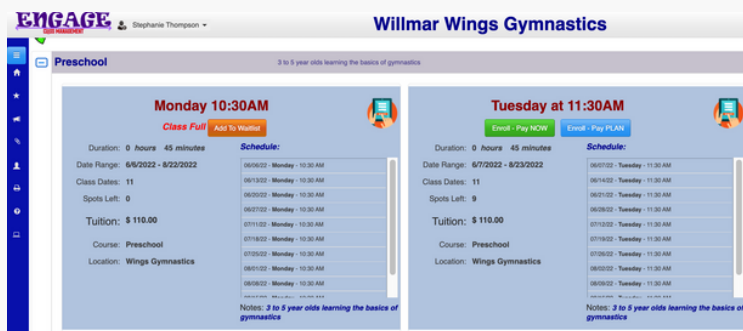 ENGAGE
CLASS MANAGEMENT
Stephanie Thompson
Willmar Wings Gymnastics
Preschool
3 to 5 year olds learning the basics of gymnastics
Monday 10:30AM
Class Full Add To Waitlist
Duration: 0 hours 45 minutes
Date Range: 6/6/2022 - 8/22/2022
Class Dates: 11
Spots Left: 0
Tuition: $ 110.00
Course: Preschool
Location: Wings Gymnastics
Schedule:
06/06/22 - Monday - 10:30 AM
06/13/22 - Monday - 10:30 AM
06/20/22 - Monday - 10:30 AM
06/27/22 - Monday - 10:30 AM
07/11/22 - Monday - 10:30 AM
07/18/22 - Monday - 10:30 AM
07/25/22 - Monday - 10:30 AM
08/01/22 - Monday - 10:30 AM
08/08/22 - Monday - 10:30 AM
Notes: 3 to 5 year olds learning the basics of
gymnastics
Tuesday at 11:30AM
Enroll - Pay NOW Enroll - Pay PLAN
Duration: 0 hours 45 minutes
Date Range: 6/7/2022 - 8/23/2022
Class Dates: 11
Spots Left: 9
Tuition: $ 110.00
Course: Preschool
Location: Wings Gymnastics
Schedule:
06/07/22 - Tuesday - 11:30 AM
06/14/22 - Tuesday - 11:30 AM
06/21/22 - Tuesday - 11:30 AM
06/28/22 - Tuesday - 11:30 AM
07/12/22 - Tuesday - 11:30 AM
07/19/22 - Tuesday - 11:30 AM
07/26/22 - Tuesday - 11:30 AM
08/02/22 - Tuesday - 11:30 AM
08/09/22 - Tuesday - 11:30 AM
Notes: 3 to 5 year olds learning the basics of
gymnastics